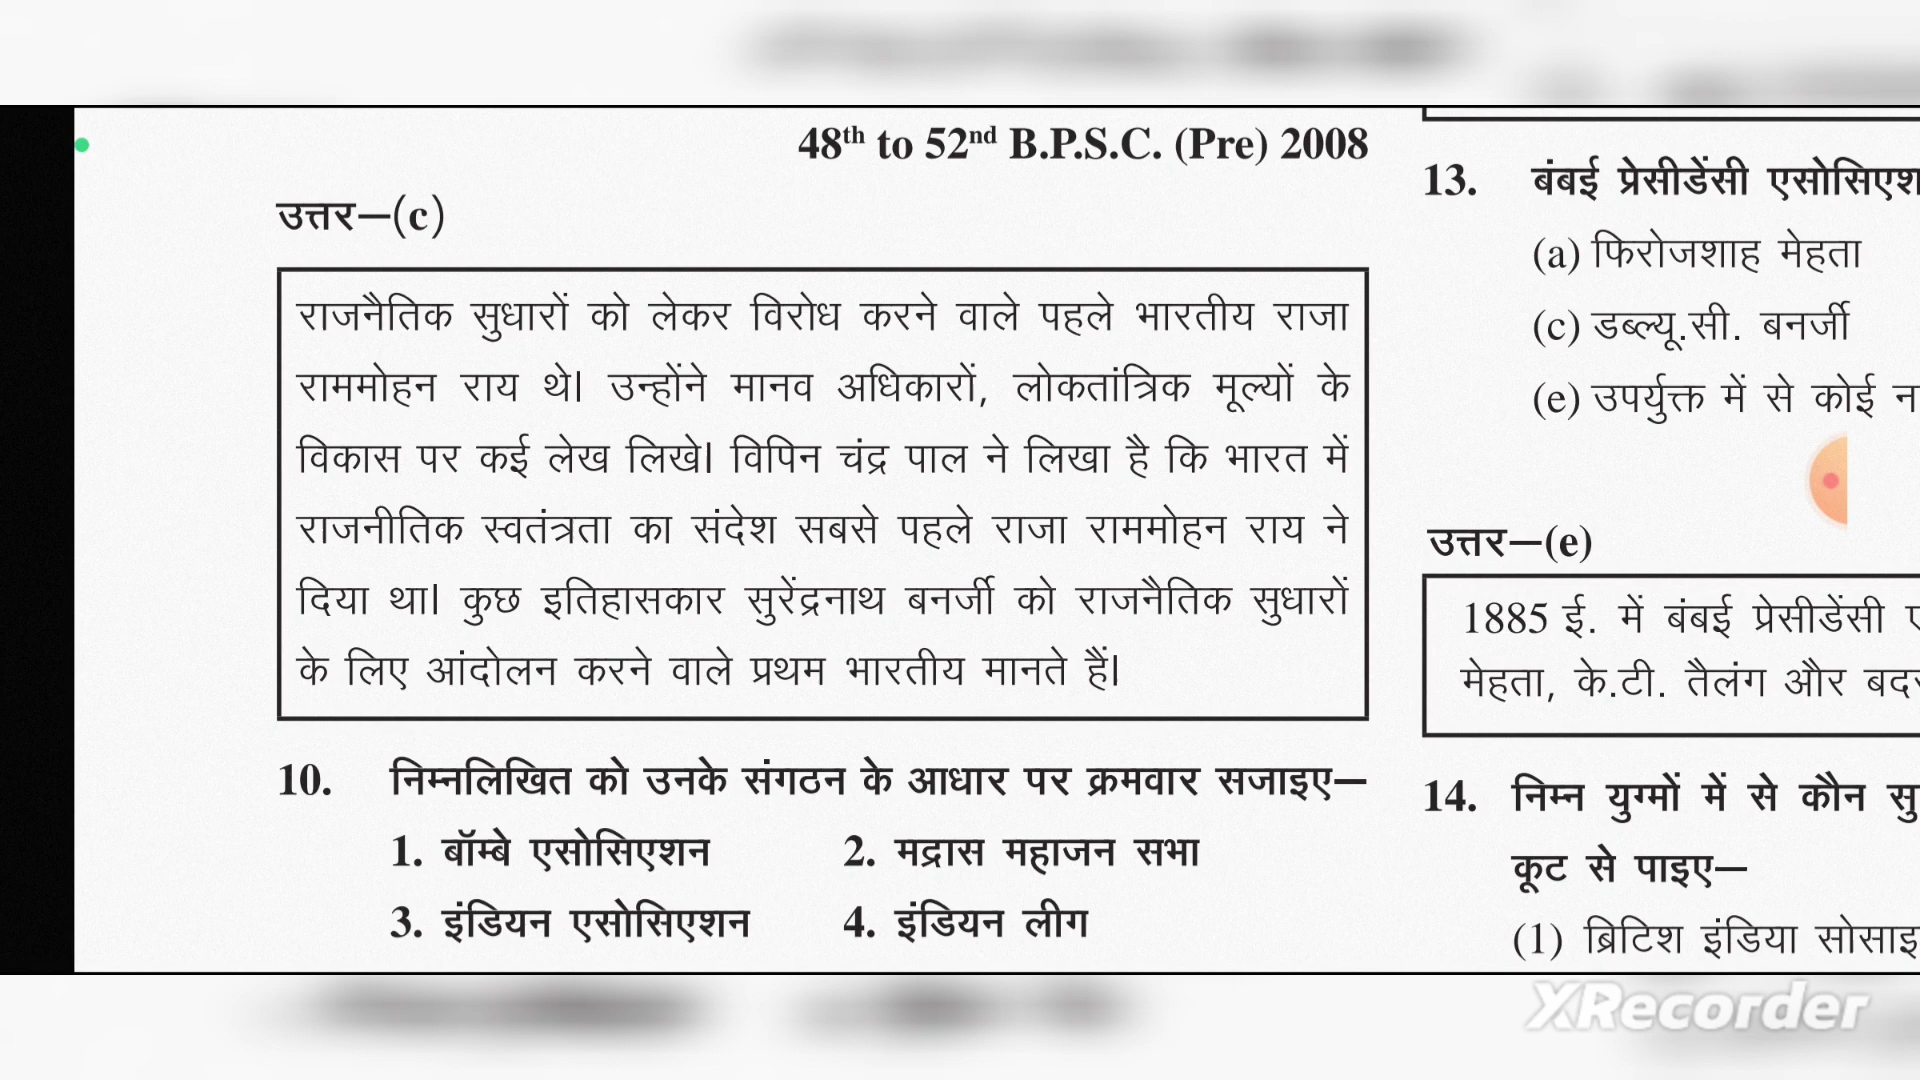 48th to 52nd B.P.S.C. (Pre) 2008
उत्तर—(c)
राजनैतिक सुधारों को लेकर विरोध करने वाले पहले भारतीय राजा
राममोहन राय थे। उन्होंने मानव अधिकारों, लोकतांत्रिक मूल्यों के
विकास पर कई लेख लिखे। विपिन चंद्र पाल ने लिखा है कि भारत में
राजनीतिक स्वतंत्रता का संदेश सबसे पहले राजा राममोहन राय ने
दिया था। कुछ इतिहासकार सुरेंद्रनाथ बनर्जी को राजनैतिक सुधारों
के लिए आंदोलन करने वाले प्रथम भारतीय मानते हैं।
10. निम्नलिखित को उनके संगठन के आधार पर क्रमवार सजाइए—
1. बॉम्बे एसोसिएशन 2. मद्रास महाजन सभा
3. इंडियन एसोसिएशन 4. इंडियन लीग
13. बंबई प्रेसीडेंसी
(a) फिरोजशाह मेहता
(c) डब्ल्यू.सी. बनर्जी
(e) उपर्युक्त में से कोई
उत्तर—(e)
1885 ई. में बंबई प्रेसीडेंसी
मेहता, के.टी. तैलंग और
14. निम्न युग्मों में से कौन
कूट से पाइए—
(1) ब्रिटिश इंडिया
XRecorder